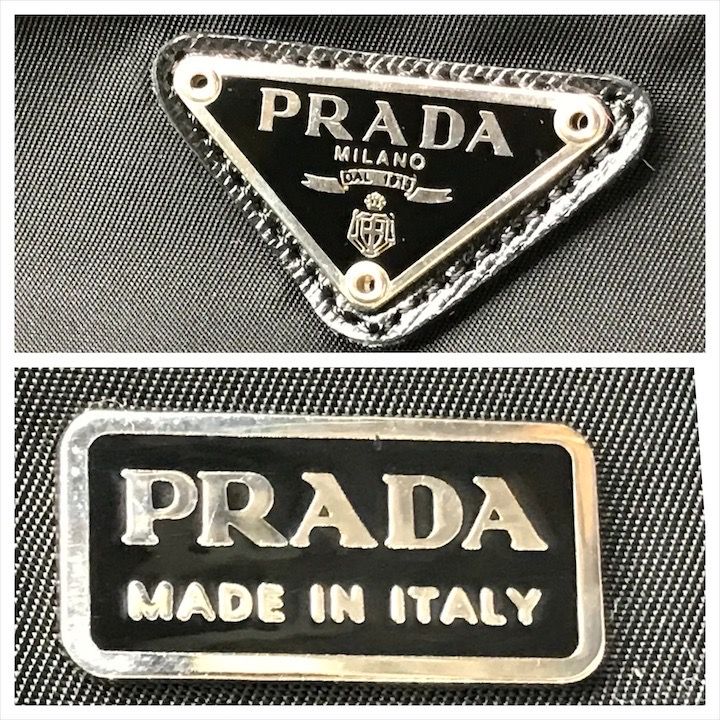 PRADA
MILANO
DAL 1913
PRADA
MADE IN ITALY